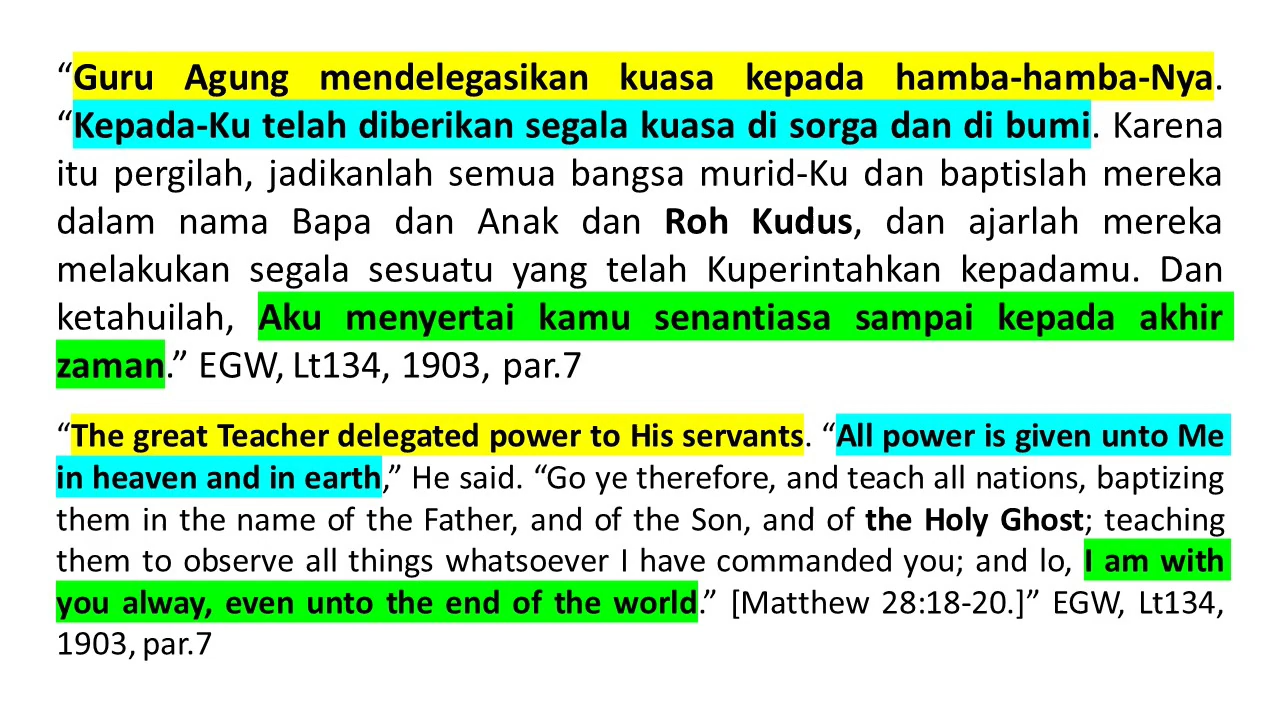 “Guru Agung mendelegasikan kuasa kepada hamba-hamba-Nya.
“Kepada-Ku telah diberikan segala kuasa di sorga dan di bumi. Karena
itu pergilah, jadikanlah semua bangsa murid-Ku dan baptislah mereka
dalam nama Bapa dan Anak dan Roh Kudus, dan ajarlah mereka
melakukan segala sesuatu yang telah Kuperintahkan kepadamu. Dan
ketahuilah, Aku menyertai kamu senantiasa sampai kepada akhir
zaman.” EGW, Lt134, 1903, par.7
“The great Teacher delegated power to His servants. “All power is given unto Me
in heaven and in earth,” He said. “Go ye therefore, and teach all nations, baptizing
them in the name of the Father, and of the Son, and of the Holy Ghost; teaching
them to observe all things whatsoever I have commanded you; and lo, I am with
you alway, even unto the end of the world.” [Matthew 28:18-20.]” EGW, Lt134,
1903, par.7